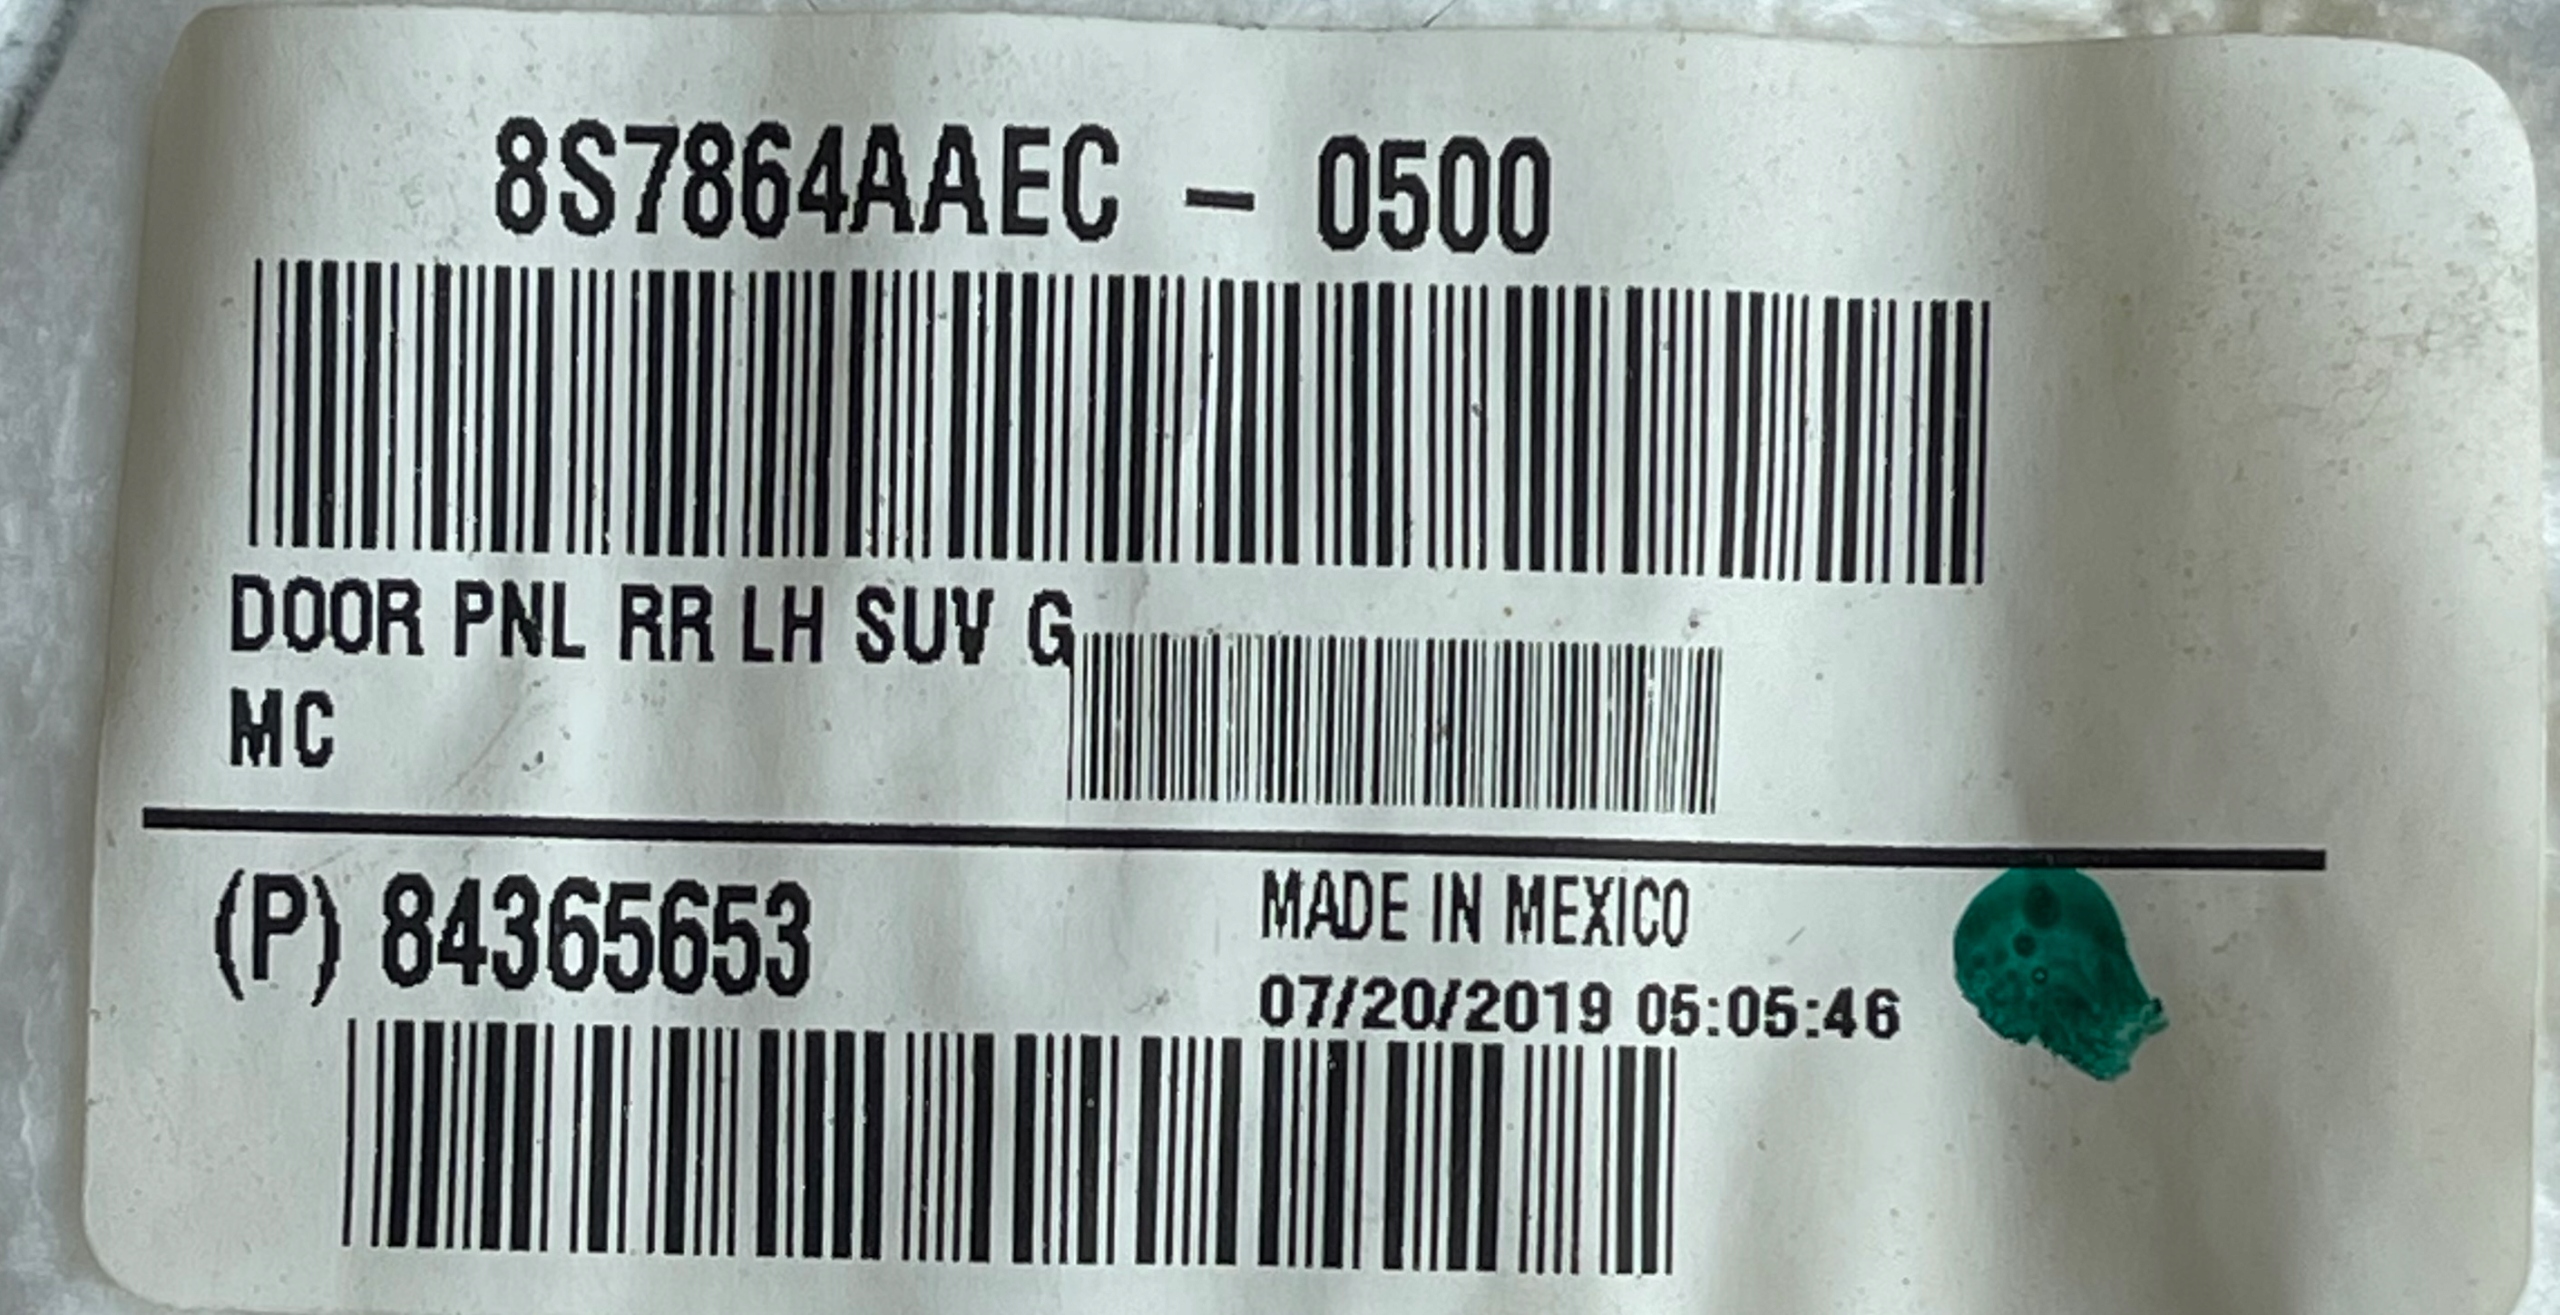 8S7864AAEC - 0500
DOOR PNL RR LH SUV G
MC
(P) 84365653
MADE IN MEXICO
07/20/2019 05:05:46